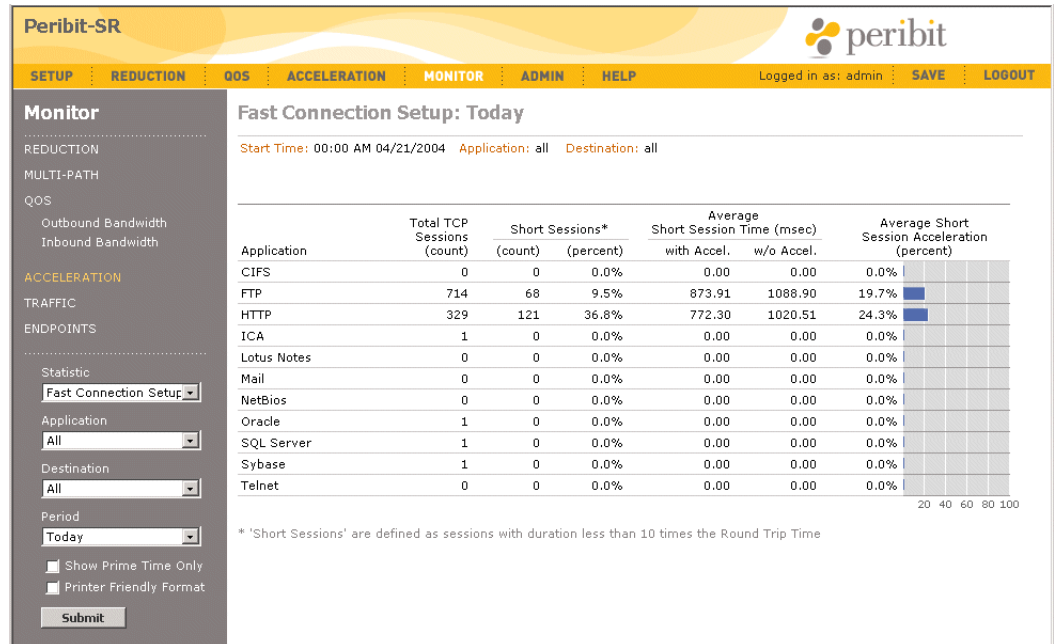 Peribit-SR
peribit
SETUP REDUCTION QOS ACCELERATION MONITOR ADMIN HELP Logged in as: admin SAVE LOGOUT
Monitor
REDUCTION
MULTI-PATH
QOS
Outbound Bandwidth
Inbound Bandwidth
ACCELERATION
TRAFFIC
ENDPOINTS
Statistic
Fast Connection Setup
Application
All
Destination
All
Period
Today
Show Prime Time Only
Printer Friendly Format
Submit
Fast Connection Setup: Today
Start Time: 00:00 AM 04/21/2004 Application: all Destination: all
Application Total TCP Sessions (count) Short Sessions* (count) (percent) Average Short Session Time (msec) with Accel. w/o Accel. Average Short Session Acceleration (percent)
CIFS 0 0 0.0% 0.00 0.00 0.0%
FTP 714 68 9.5% 873.91 1088.90 19.7%
HTTP 329 121 36.8% 772.30 1020.51 24.3%
ICA 1 0 0.0% 0.00 0.00 0.0%
Lotus Notes 0 0 0.0% 0.00 0.00 0.0%
Mail 0 0 0.0% 0.00 0.00 0.0%
NetBios 0 0 0.0% 0.00 0.00 0.0%
Oracle 1 0 0.0% 0.00 0.00 0.0%
SQL Server 1 0 0.0% 0.00 0.00 0.0%
Sybase 1 0 0.0% 0.00 0.00 0.0%
Telnet 0 0 0.0% 0.00 0.00 0.0%
20 40 60 80 100
* 'Short Sessions' are defined as sessions with duration less than 10 times the Round Trip Time